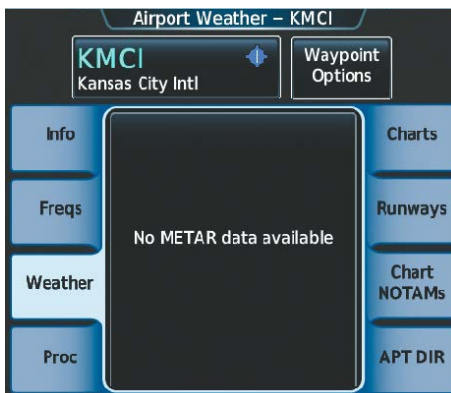 Airport Weather – KMCI
KMCI
Kansas City Intl
Waypoint
Options
Info
Freqs
Weather
Proc
No METAR data available
Charts
Runways
Chart
NOTAMs
APT DIR